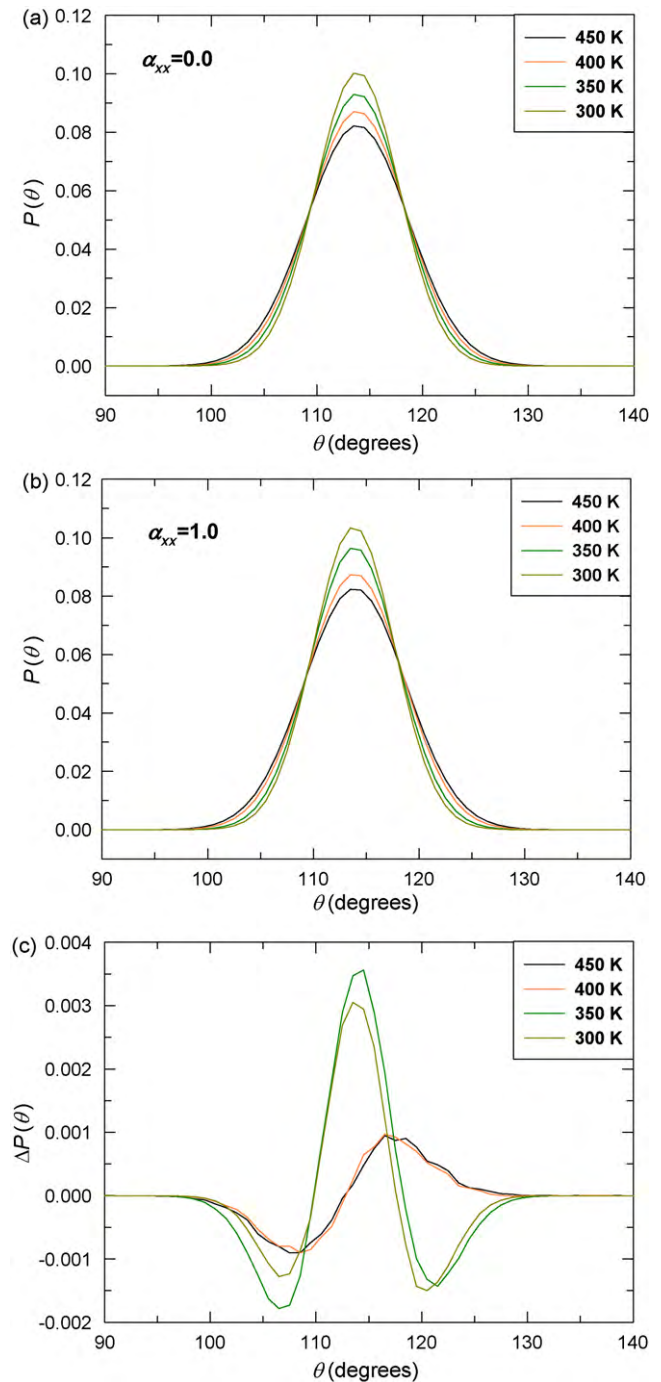 (a)
0.12
0.10
0.08
0.06
0.04
0.02
0.00
P(θ)
αxx=0.0
450 K
400 K
350 K
300 K
90 100 110 120 130 140
θ (degrees)
(b)
0.12
0.10
0.08
0.06
0.04
0.02
0.00
P(θ)
αxx=1.0
450 K
400 K
350 K
300 K
90 100 110 120 130 140
θ (degrees)
(c)
0.004
0.003
0.002
0.001
0.000
-0.001
-0.002
ΔP(θ)
450 K
400 K
350 K
300 K
90 100 110 120 130 140
θ (degrees)